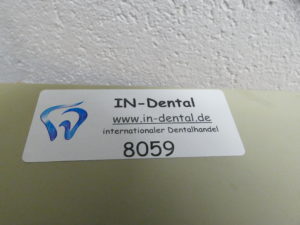 IN-Dental
www.in-dental.de
internationaler Dentalhandel
8059